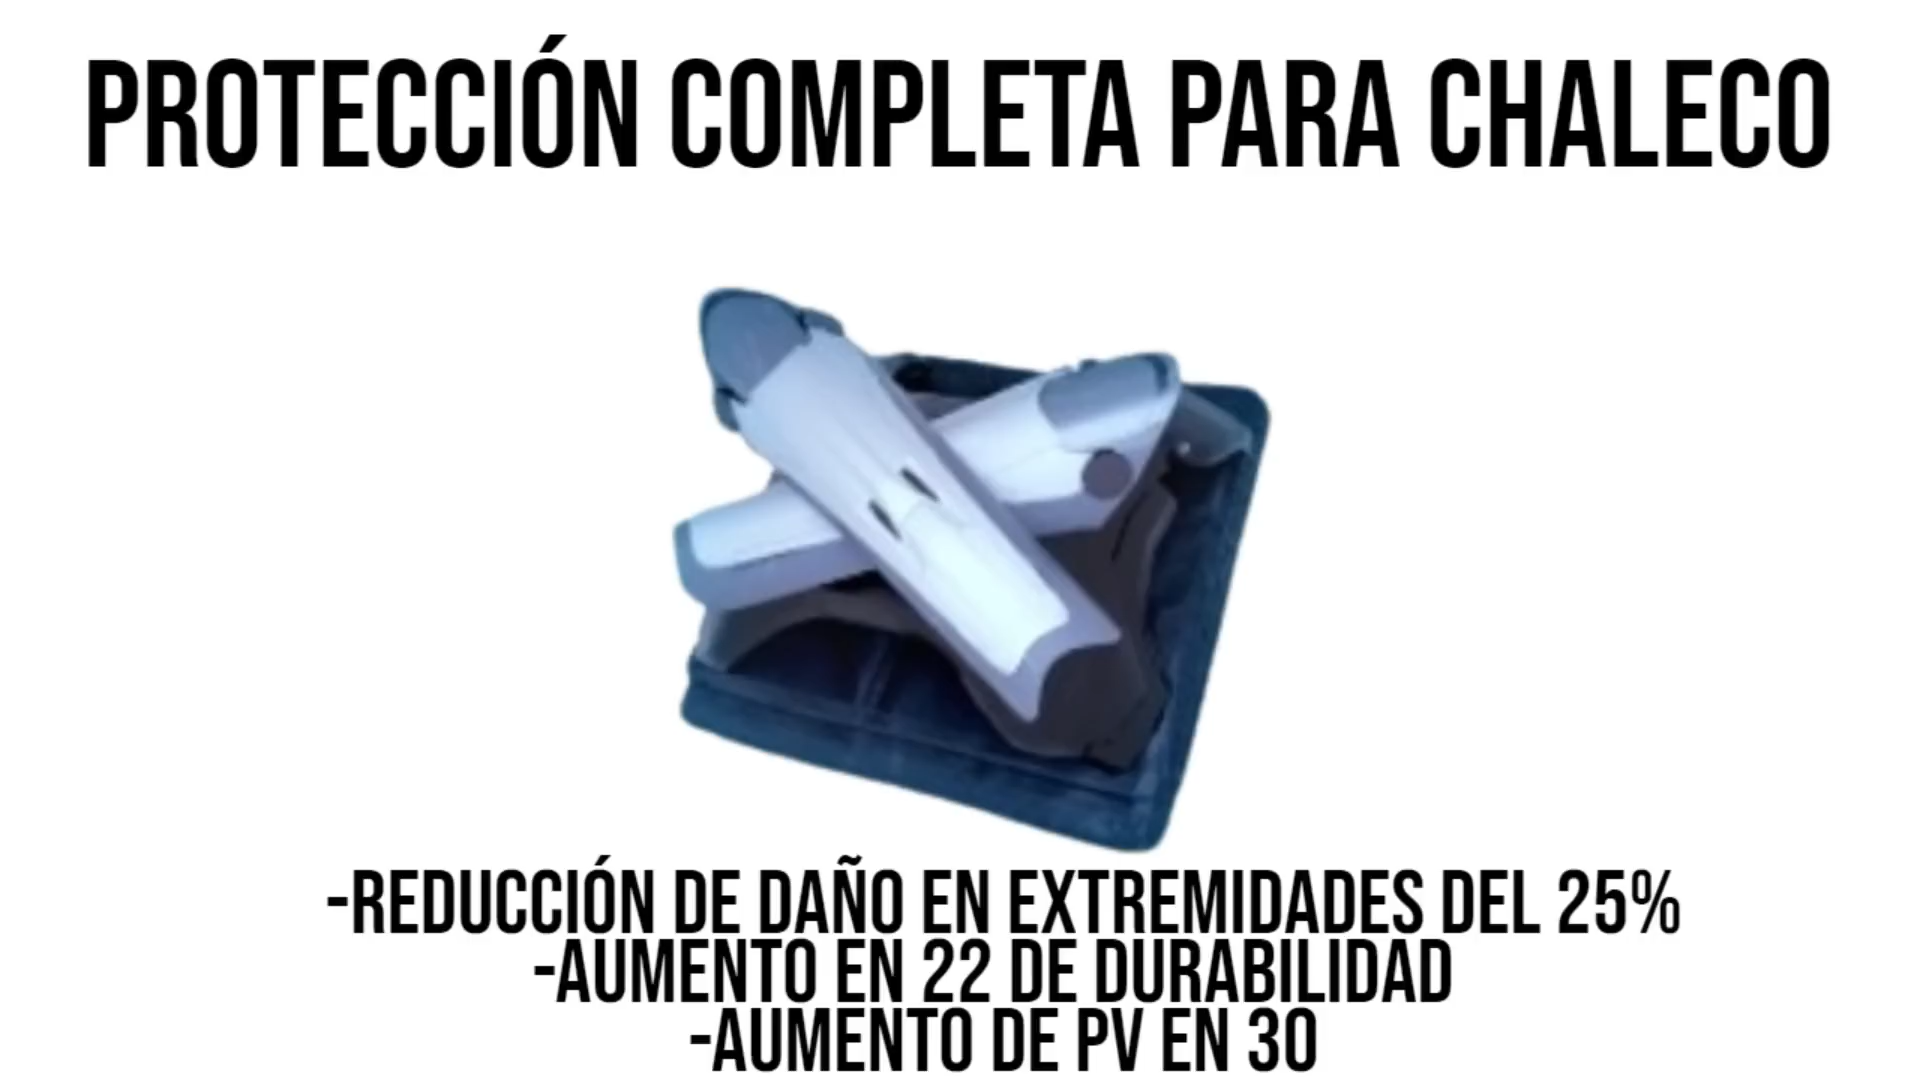 PROTECCIÓN COMPLETA PARA CHALECO
-REDUCCIÓN DE DAÑO EN EXTREMIDADES DEL 25%
-AUMENTO EN 22 DE DURABILIDAD
-AUMENTO DE PV EN 30